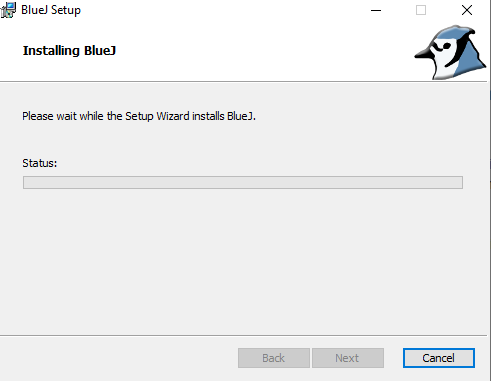 BlueJ Setup
Installing BlueJ
Please wait while the Setup Wizard installs BlueJ.
Status:
Back
Next
Cancel